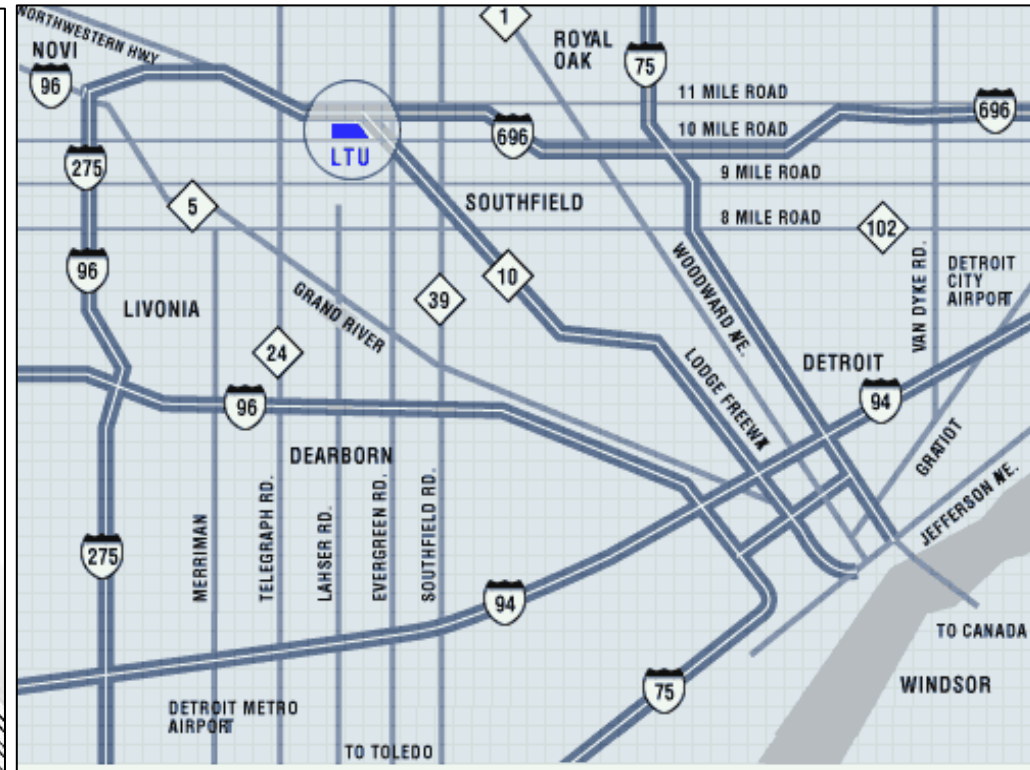 NORTHWESTERN HWY
NOVI
96
1
ROYAL
OAK
75
11 MILE ROAD
696
10 MILE ROAD
696
LTU
275
9 MILE ROAD
5
SOUTHFIELD
8 MILE ROAD
102
96
10
WOODWARD AVE.
VAN DYKE RD.
DETROIT
CITY
AIRPORT
LIVONIA
GRAND RIVER
39
24
LODGE FREEWY
DETROIT
94
96
DEARBORN
GRATIOT
JEFFERSON AVE.
275
MERRIMAN
TELEGRAPH RD.
LAHSER RD.
EVERGREEN RD.
SOUTHFIELD RD.
94
TO CANADA
75
WINDSOR
DETROIT METRO
AIRPORT
TO TOLEDO